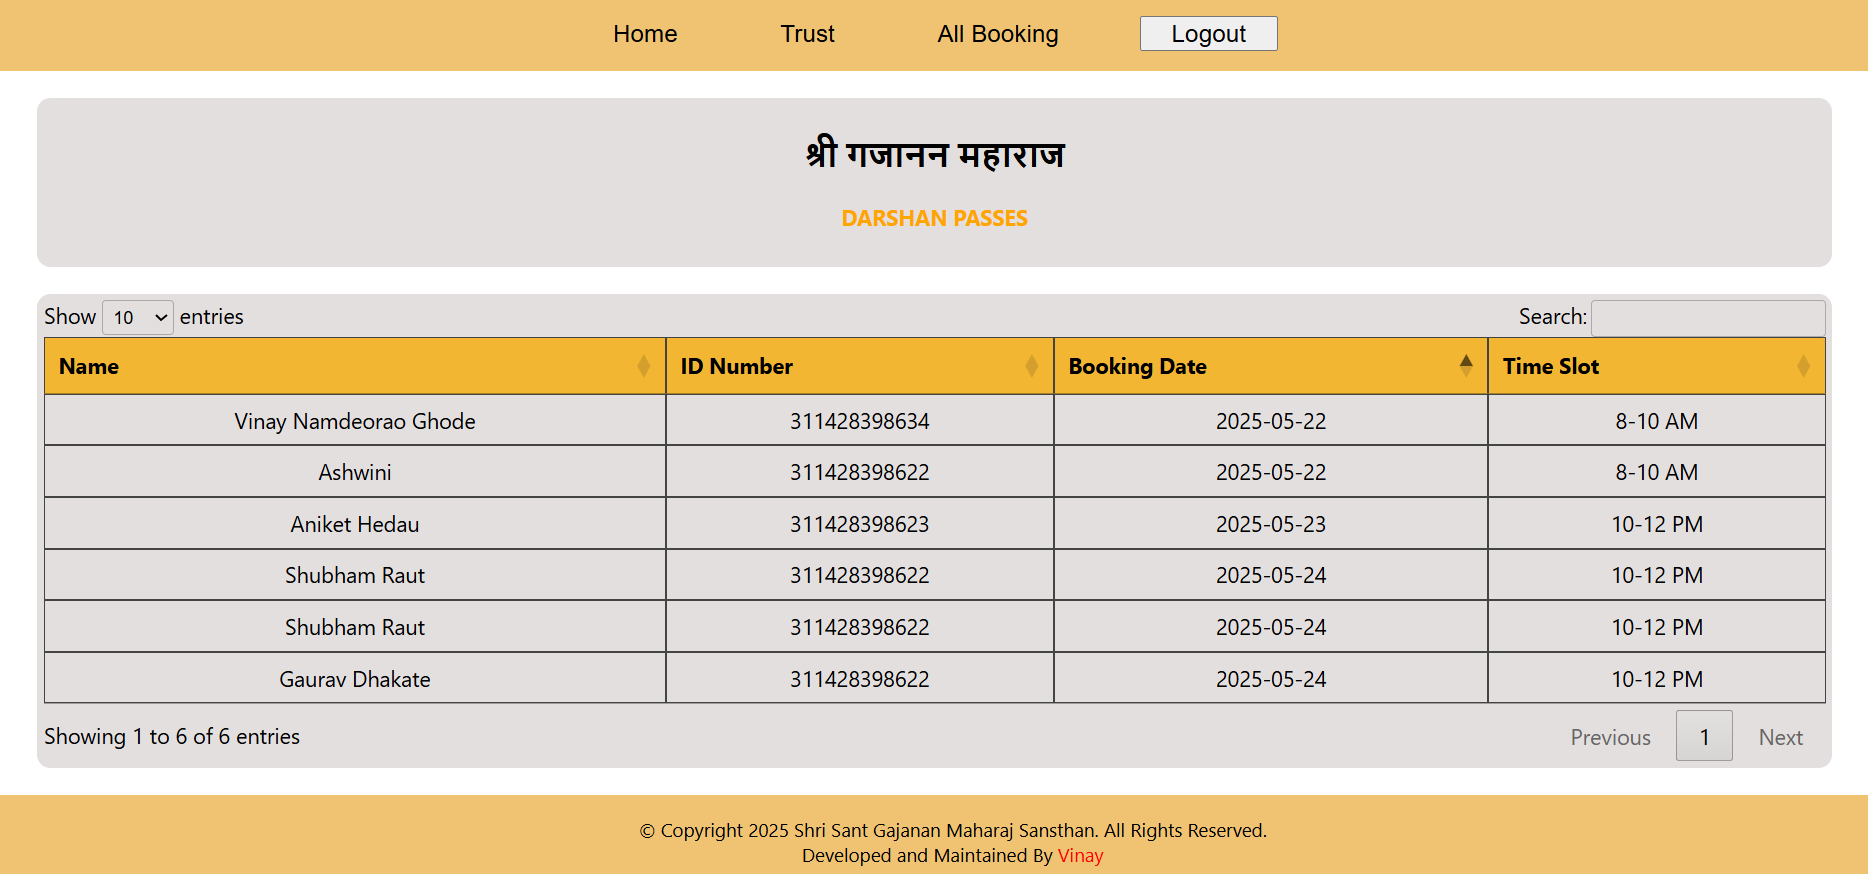 Home Trust All Booking Logout
श्री गजानन महाराज
DARSHAN PASSES
Show 10 entries Search:
Name ID Number Booking Date Time Slot
Vinay Namdeorao Ghode 311428398634 2025-05-22 8-10 AM
Ashwini 311428398622 2025-05-22 8-10 AM
Aniket Hedau 311428398623 2025-05-23 10-12 PM
Shubham Raut 311428398622 2025-05-24 10-12 PM
Shubham Raut 311428398622 2025-05-24 10-12 PM
Gaurav Dhakate 311428398622 2025-05-24 10-12 PM
Showing 1 to 6 of 6 entries Previous 1 Next
© Copyright 2025 Shri Sant Gajanan Maharaj Sansthan. All Rights Reserved.
Developed and Maintained By Vinay